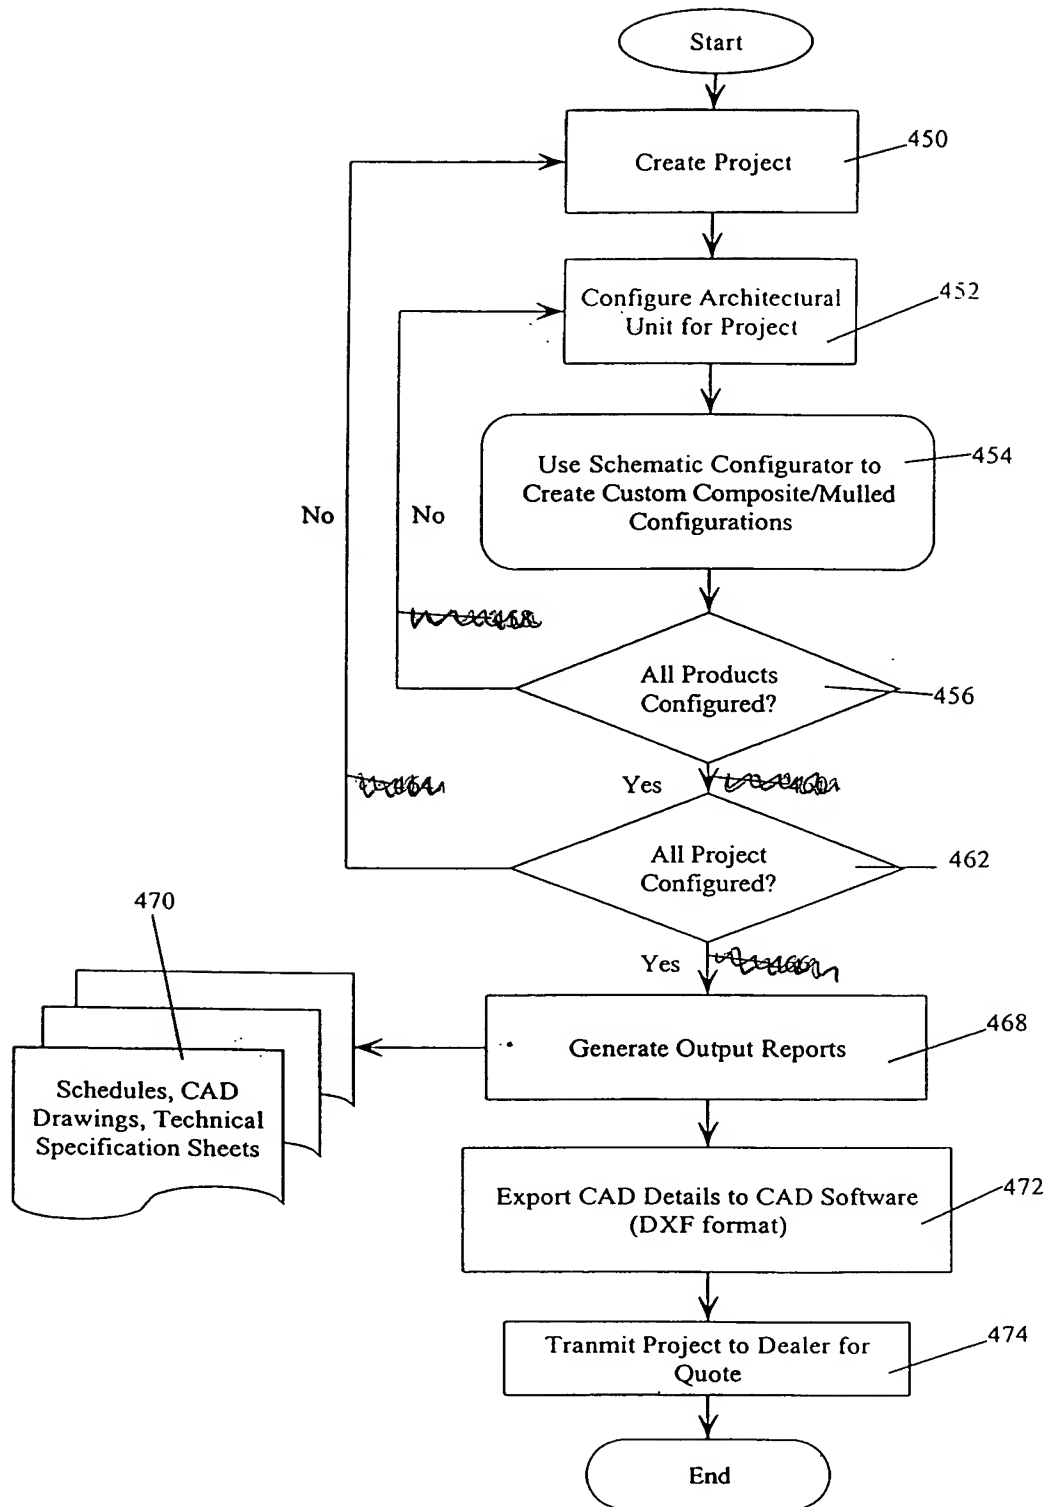 Start
Create Project
450
Configure Architectural
Unit for Project
452
Use Schematic Configurator to
Create Custom Composite/Mulled
Configurations
454
No
No
All Products
Configured?
456
Yes
All Project
Configured?
462
470
Yes
Generate Output Reports
468
Schedules, CAD
Drawings, Technical
Specification Sheets
Export CAD Details to CAD Software
(DXF format)
472
Tranmit Project to Dealer for
Quote
474
End